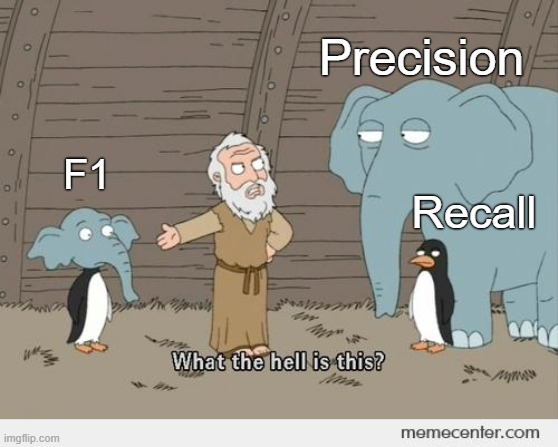 Precision
F1
Recall
What the hell is this?
memecenter.com
imgflip.com